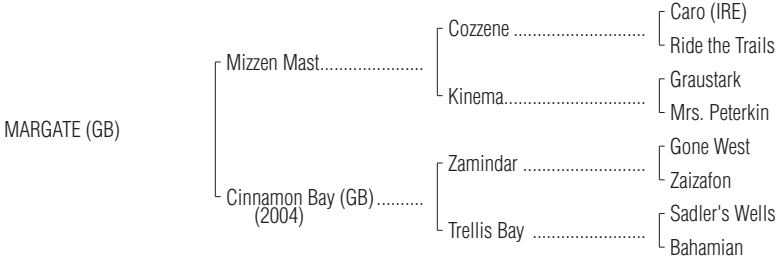 Caro (IRE)
Cozzene ..............................
Ride the Trails
Mizzen Mast.......................
Graustark
Kinema................................
Mrs. Peterkin
MARGATE (GB)
Gone West
Zamindar ............................
Zaizafon
Cinnamon Bay (GB)..........
(2004)
Sadler's Wells
Trellis Bay ..........................
Bahamian